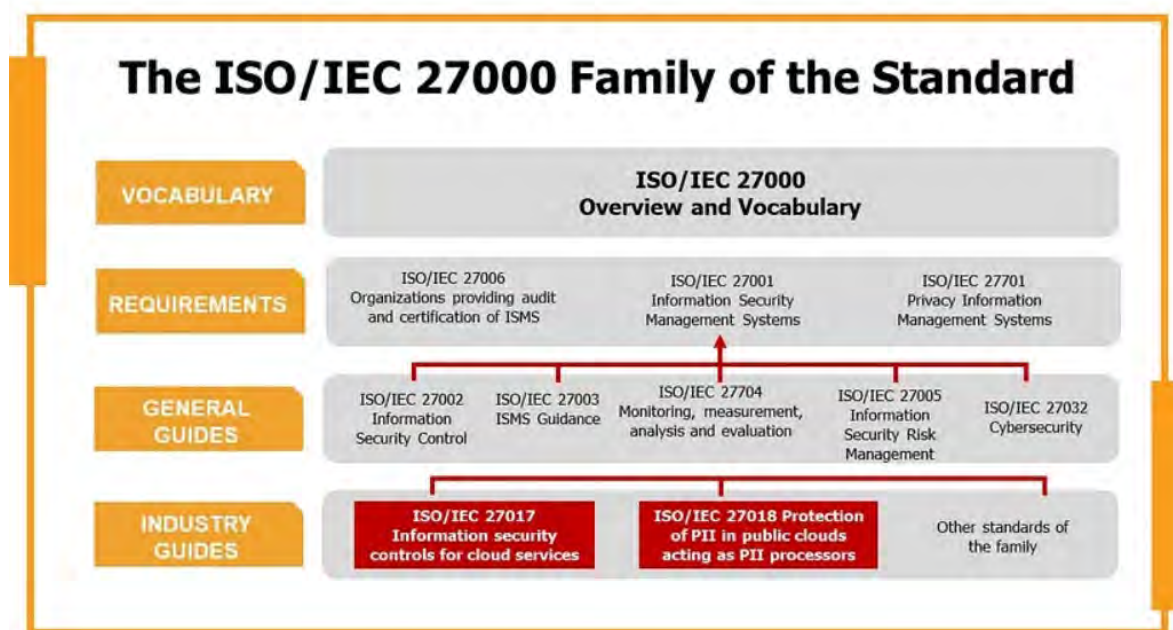 The ISO/IEC 27000 Family of the Standard
VOCABULARY
ISO/IEC 27000
Overview and Vocabulary
REQUIREMENTS
ISO/IEC 27006
Organizations providing audit
and certification of ISMS
ISO/IEC 27001
Information Security
Management Systems
ISO/IEC 27701
Privacy Information
Management Systems
GENERAL
GUIDES
ISO/IEC 27002
Information
Security Control
ISO/IEC 27003
ISMS Guidance
ISO/IEC 27704
Monitoring, measurement,
analysis and evaluation
ISO/IEC 27005
Information
Security Risk
Management
ISO/IEC 27032
Cybersecurity
INDUSTRY
GUIDES
ISO/IEC 27017
Information security
controls for cloud services
ISO/IEC 27018 Protection
of PII in public clouds
acting as PII processors
Other standards of
the family